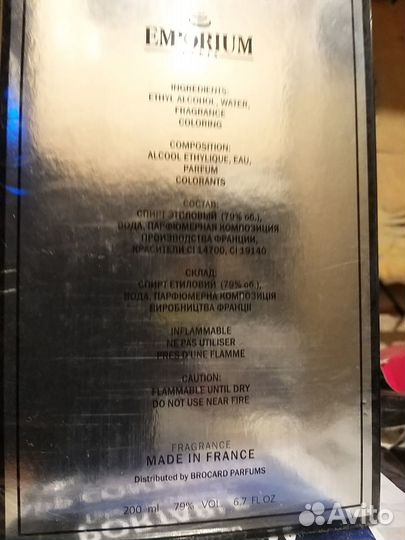 EMPORIUM
INGREDIENTS:
ETHYL ALCOHOL, WATER,
FRAGRANCE
COLORING
COMPOSITION:
ALCOOL ETHYLIQUE, EAU,
PARFUM
COLORANTS
СОСТАВ:
СПИРТ ЭТИЛОВЫЙ (79% об.),
ВОДА, ПАРФЮМЕРНАЯ КОМПОЗИЦИЯ
ПРОИЗВОДСТВА ФРАНЦИИ,
КРАСИТЕЛИ CI 14700, CI 19140
СКЛАД:
СПИРТ ЕТИЛОВИЙ (79% об.),
ВОДА, ПАРФУМЕРНА КОМПОЗИЦІЯ
ВИРОБНИЦТВА ФРАНЦІЇ
INFLAMMABLE
NE PAS UTILISER
PRES D'UNE FLAMME
CAUTION:
FLAMMABLE UNTIL DRY
DO NOT USE NEAR FIRE
FRAGRANCE
MADE IN FRANCE
Distributed by BROCARD PARFUMS
200 ml 79% VOL. 6.7 FL OZ
Avito